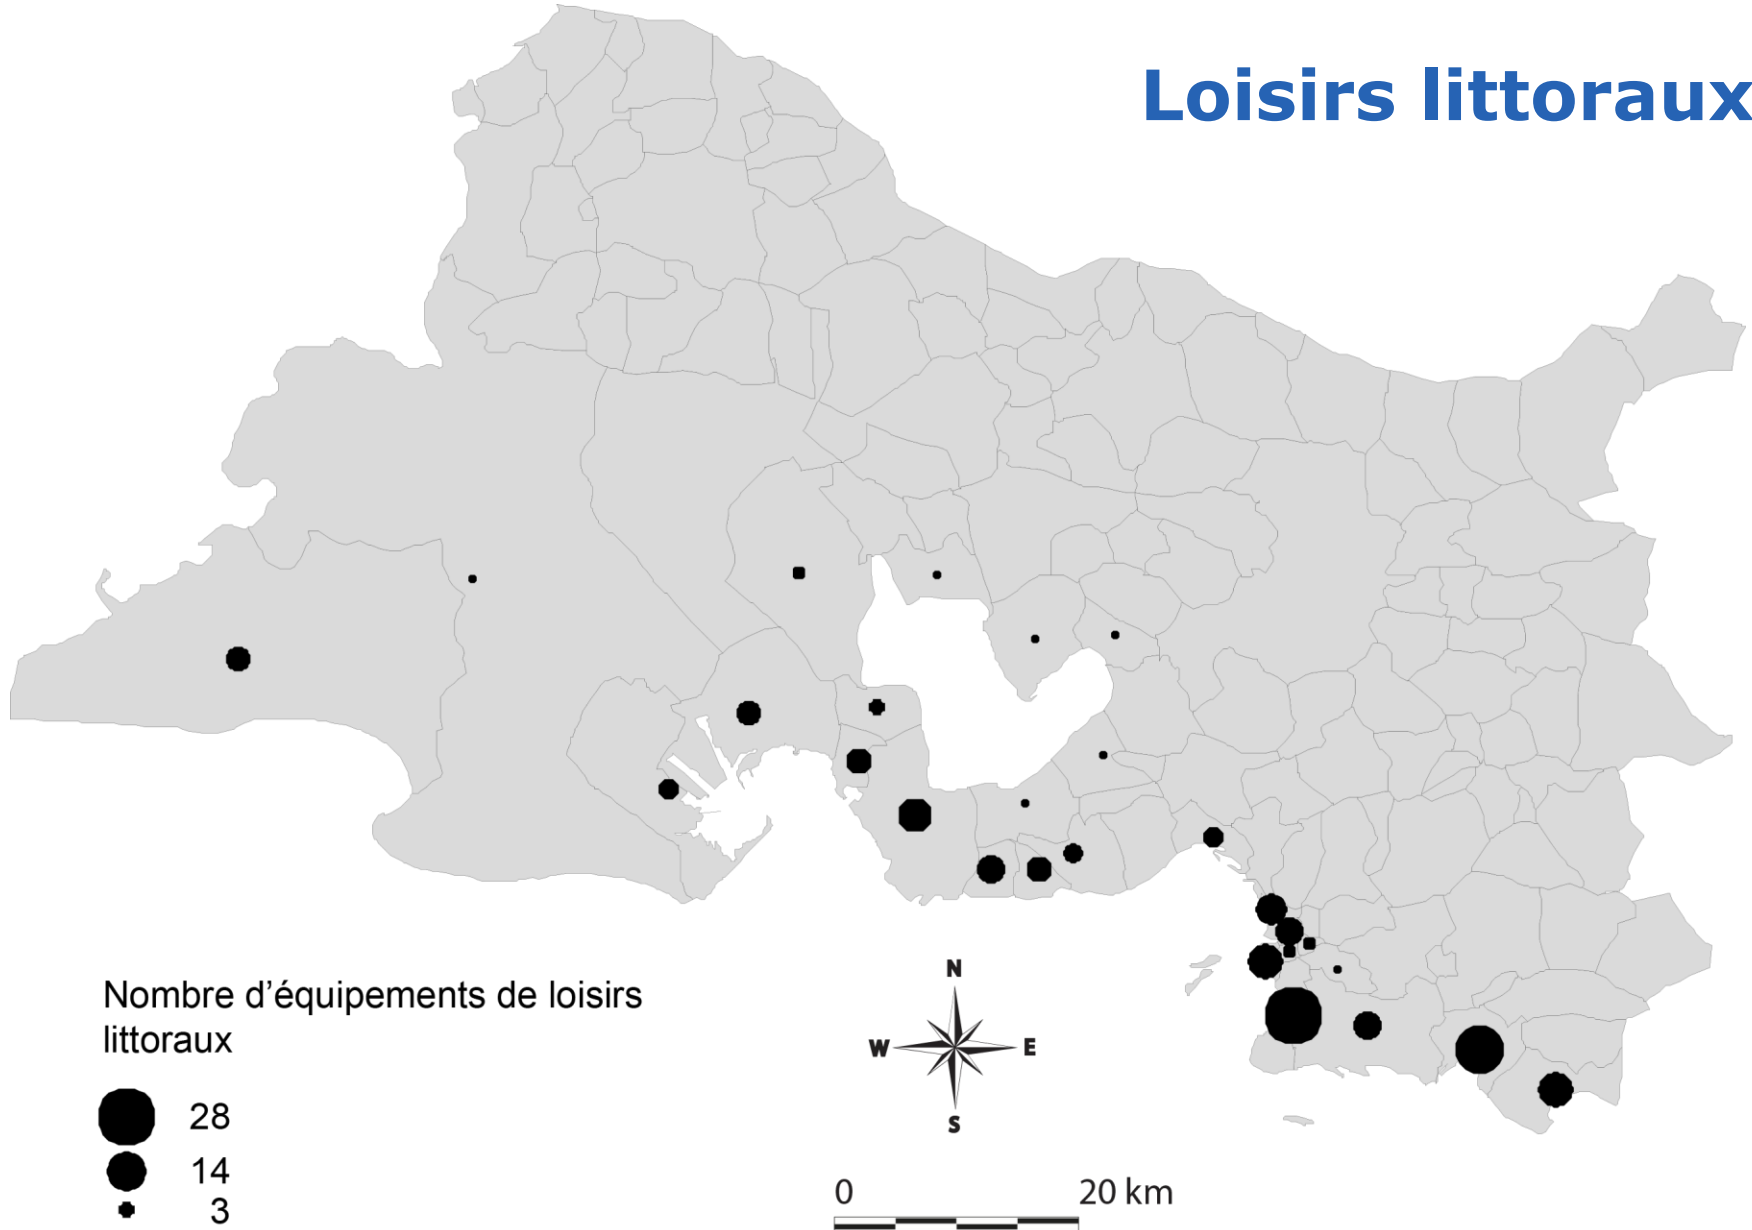 Loisirs littoraux
Nombre d'équipements de loisirs
littoraux
28
14
3
N
W
E
S
0
20 km